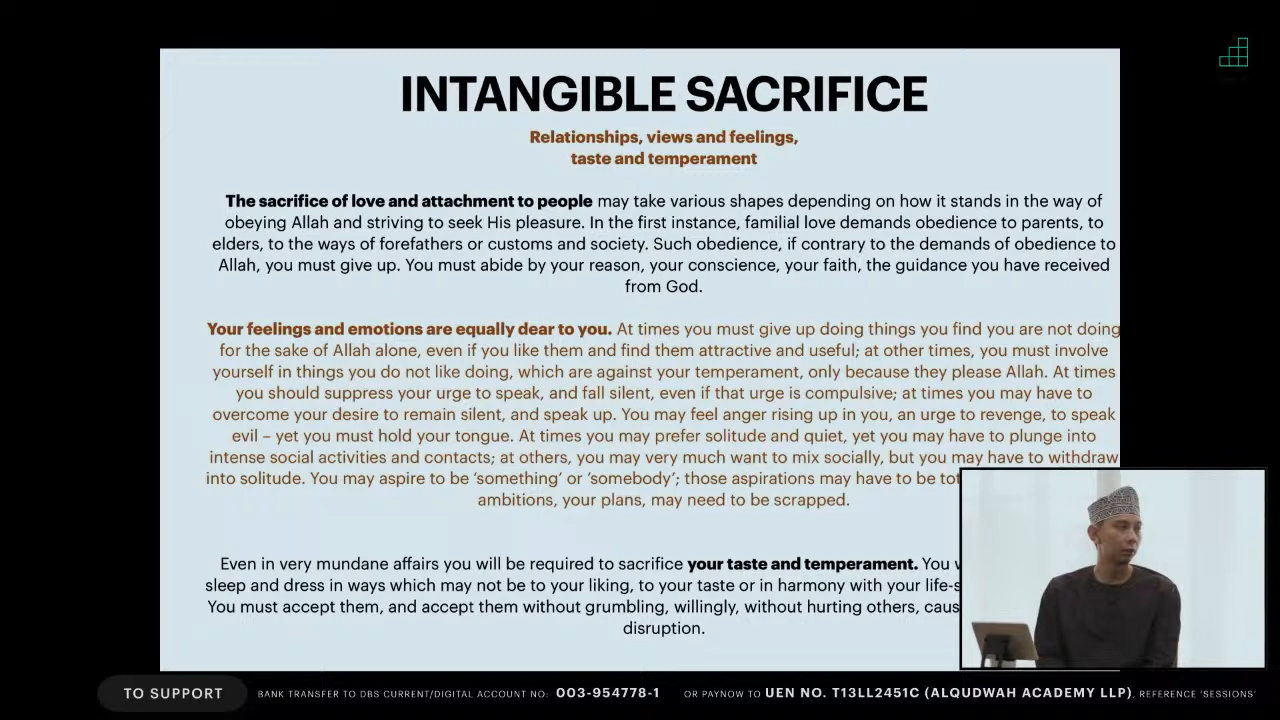 INTANGIBLE SACRIFICE
Relationships, views and feelings,
taste and temperament
The sacrifice of love and attachment to people may take various shapes depending on how it stands in the way of
obeying Allah and striving to seek His pleasure. In the first instance, familial love demands obedience to parents, to
elders, to the ways of forefathers or customs and society. Such obedience, if contrary to the demands of obedience to
Allah, you must give up. You must abide by your reason, your conscience, your faith, the guidance you have received
from God.
Your feelings and emotions are equally dear to you. At times you must give up doing things you find you are not doing
for the sake of Allah alone, even if you like them and find them attractive and useful; at other times, you must involve
yourself in things you do not like doing, which are against your temperament, only because they please Allah. At times
you should suppress your urge to speak, and fall silent, even if that urge is compulsive; at times you may have to
overcome your desire to remain silent, and speak up. You may feel anger rising up in you, an urge to revenge, to speak
evil – yet you must hold your tongue. At times you may prefer solitude and quiet, yet you may have to plunge into
intense social activities and contacts; at others, you may very much want to mix socially, but you may have to withdraw
into solitude. You may aspire to be ‘something’ or ‘somebody’; those aspirations may have to be
ambitions, your plans, may need to be scrapped.
Even in very mundane affairs you will be required to sacrifice your taste and temperament. You
sleep and dress in ways which may not be to your liking, to your taste or in harmony with your
You must accept them, and accept them without grumbling, willingly, without hurting others,
disruption.
TO SUPPORT BANK TRANSFER TO DBS CURRENT/DIGITAL ACCOUNT NO: 003-954778-1 OR PAYNOW TO UEN NO. T13LL2451C (ALQUDWAH ACADEMY LLP), REFERENCE ‘SESSIONS’